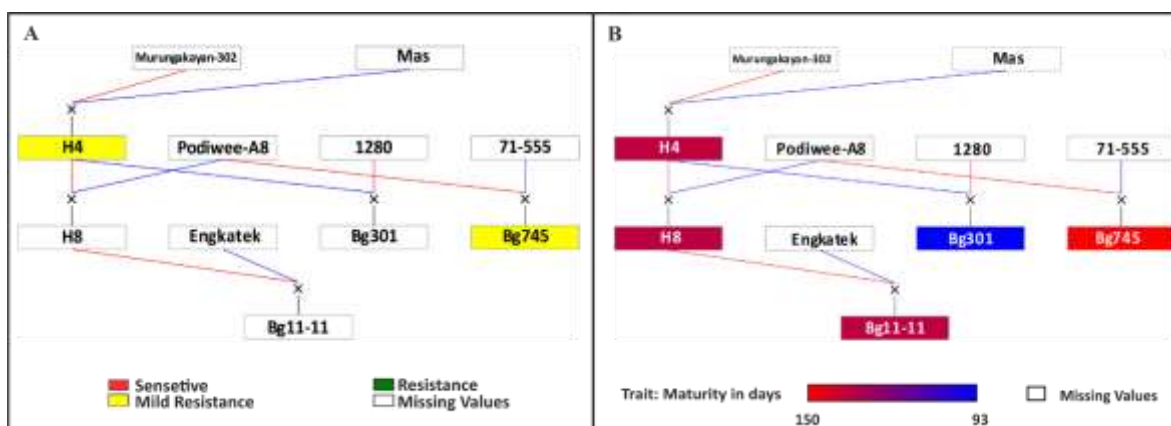 A
Murungakayan-302
Mas
×
H4
Podiwee-A8
1280
71-555
×
×
×
H8
Engkatek
Bg301
Bg745
×
Bg11-11
Sensetive
Resistance
Mild Resistance
Missing Values
B
Murungakayan-302
Mas
×
H4
Podiwee-A8
1280
71-555
×
×
×
H8
Engkatek
Bg301
Bg745
×
Bg11-11
Trait: Maturity in days
150
93
Missing Values